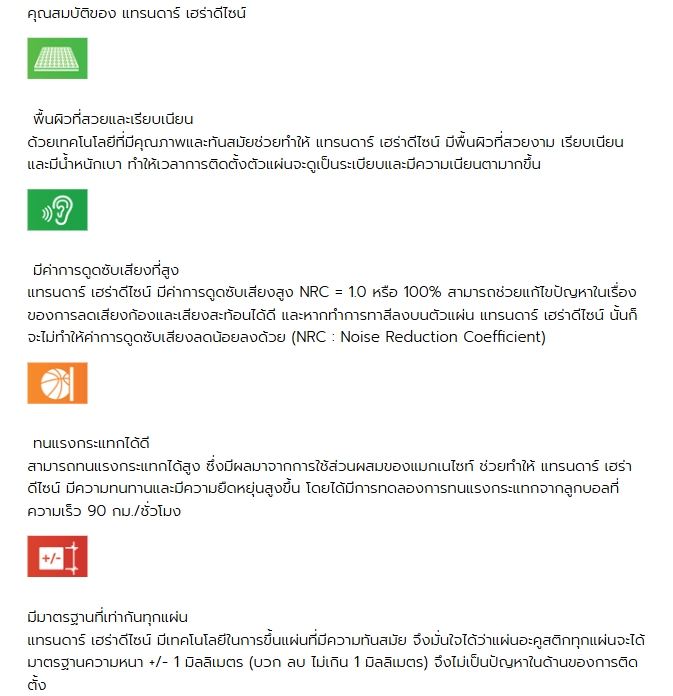 คุณสมบัติของ แทรนดาร์ เฮร่าดีไซน์
พื้นผิวที่สวยและเรียบเนียน
ด้วยเทคโนโลยีที่มีคุณภาพและทันสมัยช่วยทำให้ แทรนดาร์ เฮร่าดีไซน์ มีพื้นผิวที่สวยงาม เรียบเนียน
และมีน้ำหนักเบา ทำให้เวลาการติดตั้งตัวแผ่นจะดูเป็นระเบียบและมีความเนียนตามากขึ้น
มีค่าการดูดซับเสียงที่สูง
แทรนดาร์ เฮร่าดีไซน์ มีค่าการดูดซับเสียงสูง NRC = 1.0 หรือ 100% สามารถช่วยแก้ไขปัญหาในเรื่อง
ของการลดเสียงก้องและเสียงสะท้อนได้ดี และหากทำการทาสีลงบนตัวแผ่น แทรนดาร์ เฮร่าดีไซน์ นั้นก็
จะไม่ทำให้ค่าการดูดซับเสียงลดน้อยลงด้วย (NRC : Noise Reduction Coefficient)
ทนแรงกระแทกได้ดี
สามารถทนแรงกระแทกได้สูง ซึ่งมีผลมาจากการใช้ส่วนผสมของแมกเนไซท์ ช่วยทำให้ แทรนดาร์ เฮร่า
ดีไซน์ มีความทนทานและมีความยืดหยุ่นสูงขึ้น โดยได้มีการทดลองการทนแรงกระแทกจากลูกบอลที่
ความเร็ว 90 กม./ชั่วโมง
+/-
มีมาตรฐานที่เท่ากันทุกแผ่น
แทรนดาร์ เฮร่าดีไซน์ มีเทคโนโลยีในการขึ้นแผ่นที่มีความทันสมัย จึงมั่นใจได้ว่าแผ่นอะคูสติกทุกแผ่นจะได้
มาตรฐานความหนา +/- 1 มิลลิเมตร (บวก ลบ ไม่เกิน 1 มิลลิเมตร) จึงไม่เป็นปัญหาในด้านของการติด
ตั้ง